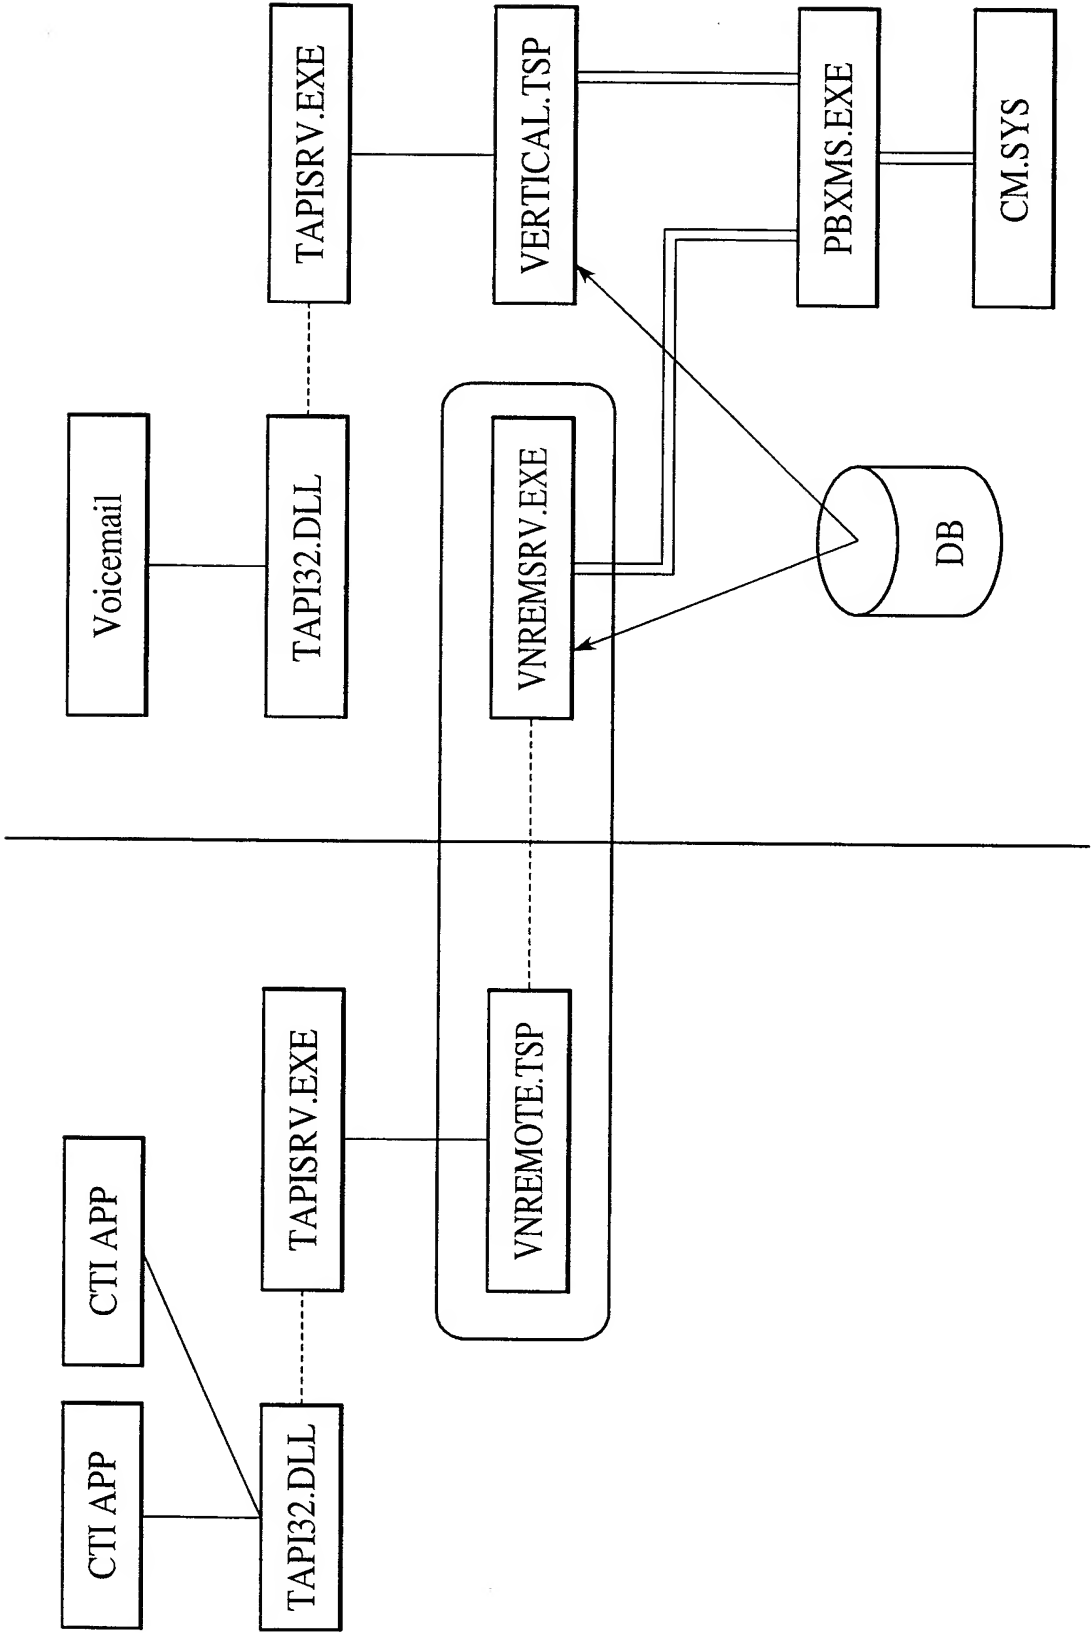 CTI APP
CTI APP
Voicemail
TAPI32.DLL
TAPISRV.EXE
TAPI32.DLL
TAPISRV.EXE
VNREMOTE.TSP
VNREMSRV.EXE
VERTICAL.TSP
DB
PBXMS.EXE
CM.SYS